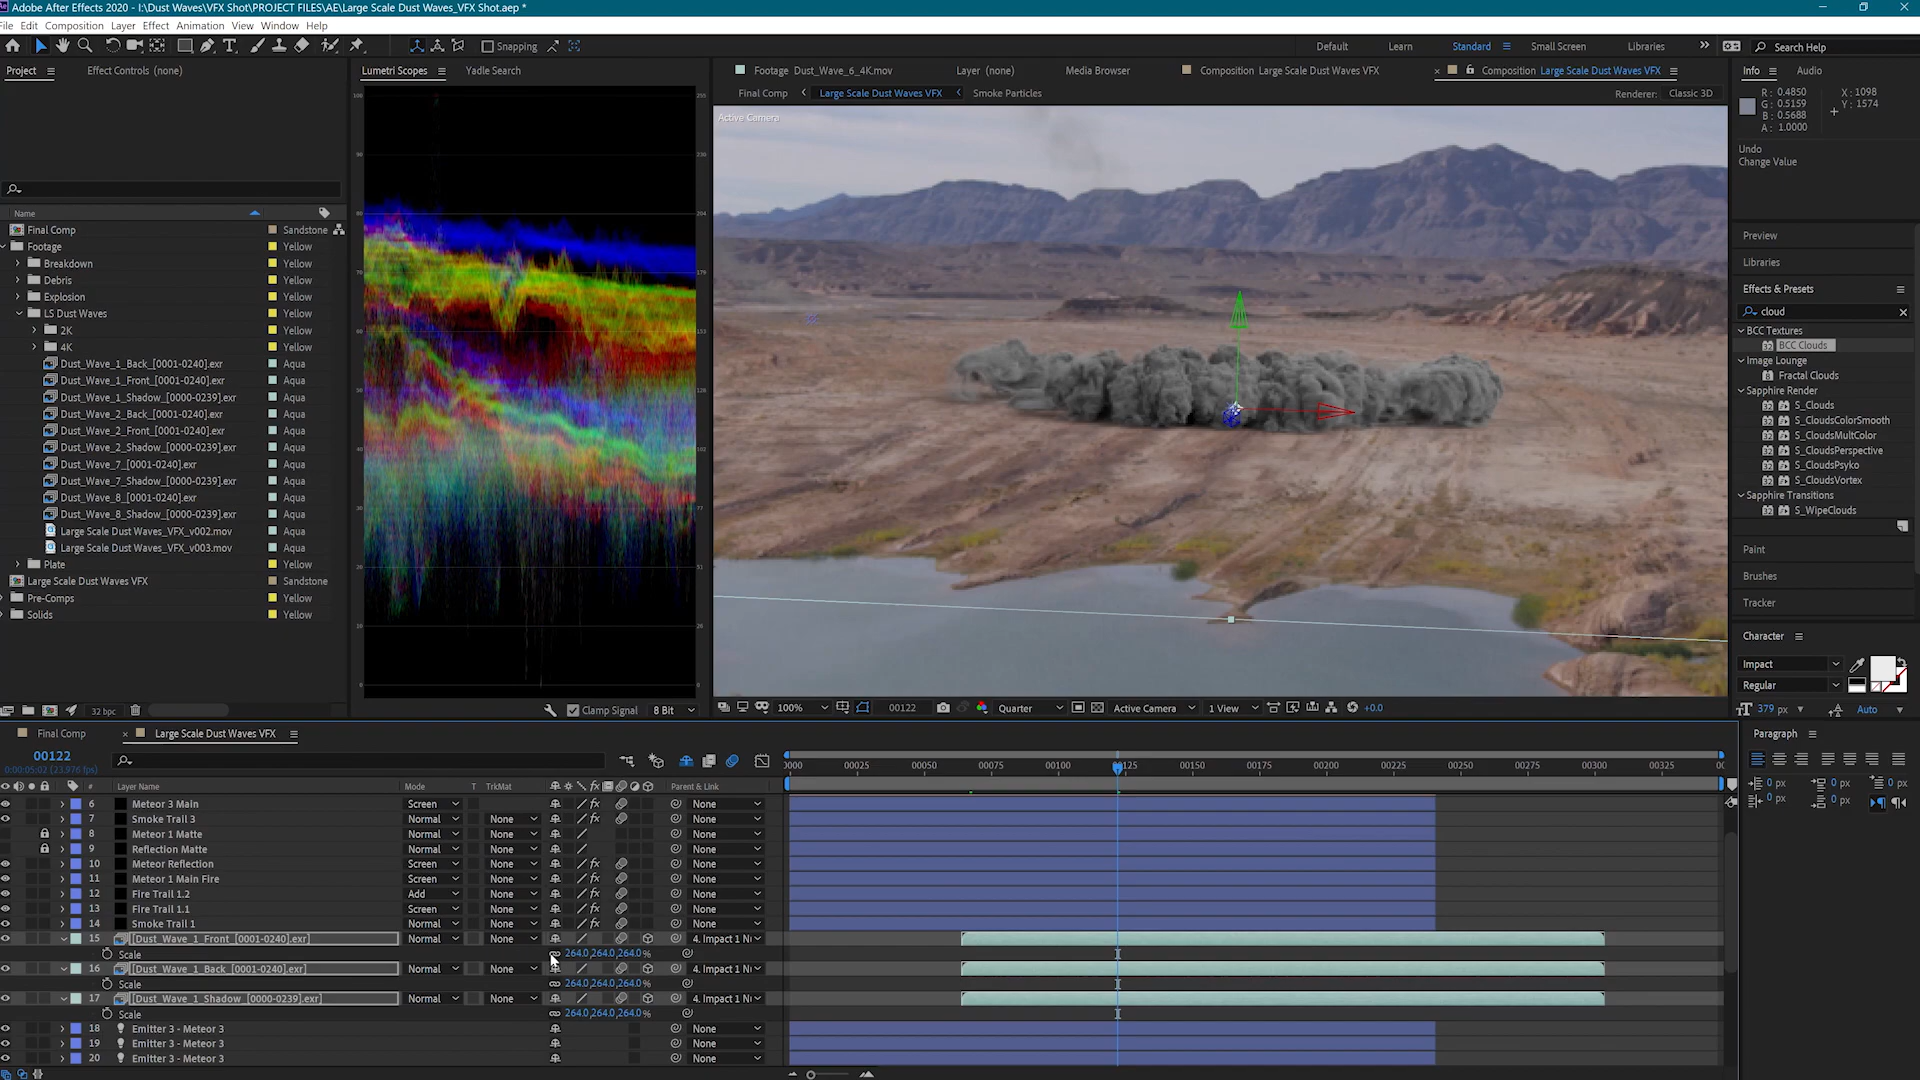 Adobe After Effects 2020 - I:\Dust Waves\VFX Shot\PROJECT FILES\AE\Large Scale Dust Waves_VFX Shot.aep *
File Edit Composition Layer Effect Animation View Window Help
Snapping
Default Learn Standard Small Screen Libraries
Search Help
Project Effect Controls (none)
Lumetri Scopes Yadle Search
Footage Dust_Wave_6_4K.mov Layer (none) Media Browser Composition Large Scale Dust Waves VFX Composition Large Scale Dust Waves VFX
Final Comp Large Scale Dust Waves VFX Smoke Particles
Renderer: Classic 3D
Active Camera
Info Audio
R: 0.4850
G: 0.5159
B: 0.5688
A: 1.0000
X: 1098
Y: 1574
Undo
Change Value
Preview
Libraries
Effects & Presets
cloud
BCC Textures
BCC Clouds
Image Lounge
Fractal Clouds
Sapphire Render
S_Clouds
S_CloudsColorSmooth
S_CloudsMultColor
S_CloudsPerspective
S_CloudsPsyko
S_CloudsVortex
Sapphire Transitions
S_WipeClouds
Paint
Brushes
Tracker
Character
Impact
Regular
379 px Auto
Paragraph
0 px 0 px 0 px
0 px 0 px
Name
Final Comp Sandstone
Footage Yellow
Breakdown Yellow
Debris Yellow
Explosion Yellow
LS Dust Waves Yellow
2K Yellow
4K Yellow
Dust_Wave_1_Back_[0001-0240].exr Aqua
Dust_Wave_1_Front_[0001-0240].exr Aqua
Dust_Wave_1_Shadow_[0000-0239].exr Aqua
Dust_Wave_2_Back_[0001-0240].exr Aqua
Dust_Wave_2_Front_[0001-0240].exr Aqua
Dust_Wave_2_Shadow_[0000-0239].exr Aqua
Dust_Wave_7_[0001-0240].exr Aqua
Dust_Wave_7_Shadow_[0000-0239].exr Aqua
Dust_Wave_8_[0001-0240].exr Aqua
Dust_Wave_8_Shadow_[0000-0239].exr Aqua
Large Scale Dust Waves_VFX_v002.mov Aqua
Large Scale Dust Waves_VFX_v003.mov Aqua
Plate Yellow
Large Scale Dust Waves VFX Sandstone
Pre-Comps Yellow
Solids Yellow
32 bpc
Clamp Signal 8 Bit
100% 00122 Quarter Active Camera 1 View +0.0
Final Comp Large Scale Dust Waves VFX
00122
0:00:05:02 (23.976 fps)
# Layer Name Mode T TrkMat Parent & Link
00025 00050 00075 00100 00125 00150 00175 00200 00225 00250 00275 00300 00325
6 Meteor 3 Main Screen None None
7 Smoke Trail 3 Normal None None
8 Meteor 1 Matte Normal None None
9 Reflection Matte Normal None None
10 Meteor Reflection Screen None None
11 Meteor 1 Main Fire Screen None None
12 Fire Trail 1.2 Add None None
13 Fire Trail 1.1 Screen None None
14 Smoke Trail 1 Normal None None
15 [Dust_Wave_1_Front_[0001-0240].exr] Normal None 4. Impact 1 N
Scale 264.0,264.0,264.0%
16 [Dust_Wave_1_Back_[0001-0240].exr] Normal None 4. Impact 1 N
Scale 264.0,264.0,264.0%
17 [Dust_Wave_1_Shadow_[0000-0239].exr] Normal None 4. Impact 1 N
Scale 264.0,264.0,264.0%
18 Emitter 3 - Meteor 3 None
19 Emitter 3 - Meteor 3 None
20 Emitter 3 - Meteor 3 None